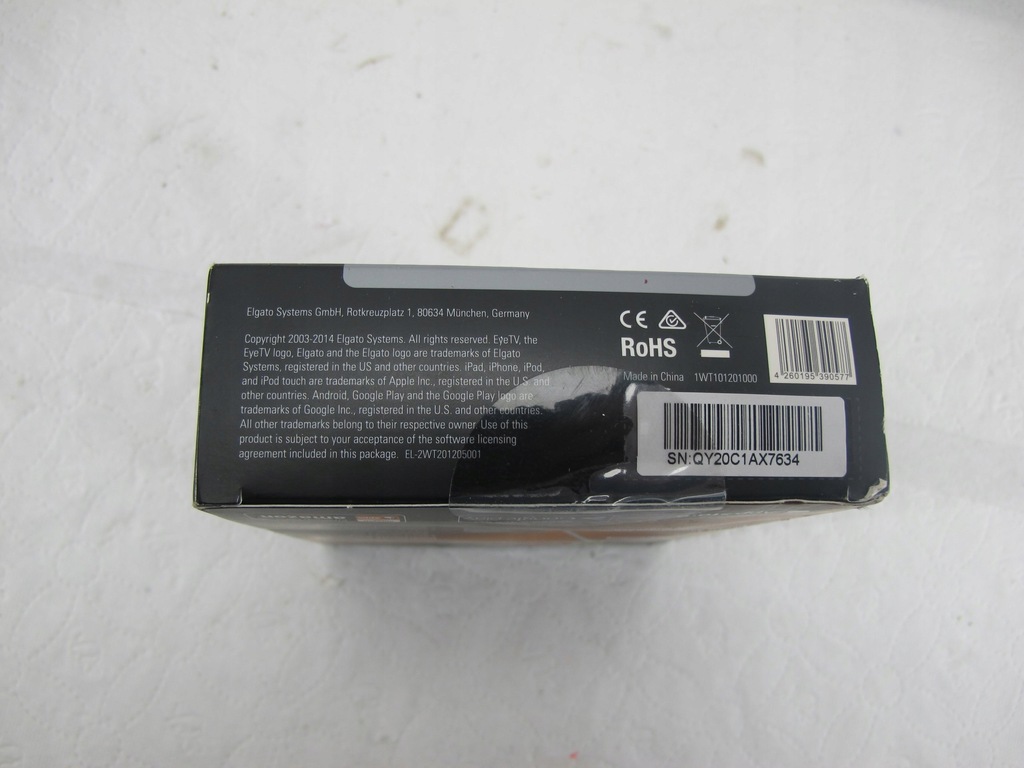 Elgato Systems GmbH, Rotkreuzplatz 1, 80634 München, Germany
Copyright 2003-2014 Elgato Systems. All rights reserved. EyeTV, the
EyeTV logo, Elgato and the Elgato logo are trademarks of Elgato
Systems, registered in the US and other countries. iPad, iPhone, iPod,
and iPod touch are trademarks of Apple Inc., registered in the U.S. and
other countries. Android, Google Play and the Google Play logo are
trademarks of Google Inc., registered in the U.S. and other countries.
All other trademarks belong to their respective owner. Use of this
product is subject to your acceptance of the software licensing
agreement included in this package. EL-2WT201205001
CE
RoHS
Made in China 1WT101201000
4 260195 390577
SN:QY20C1AX7634